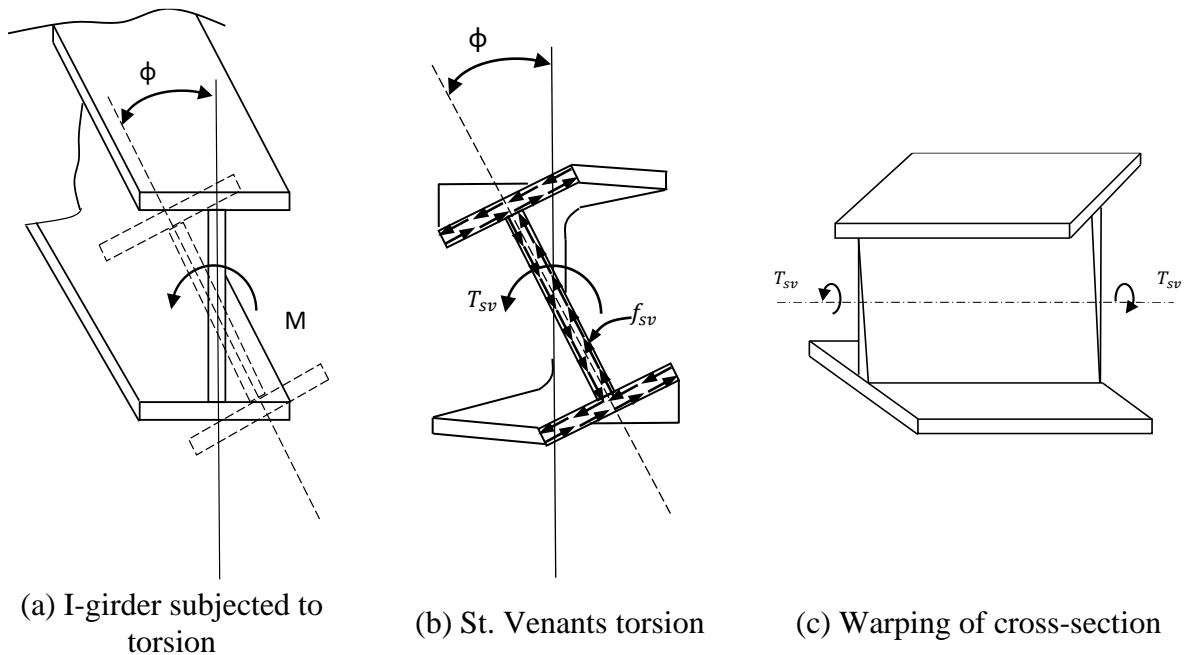 ϕ
M
(a) I-girder subjected to
torsion
ϕ
T_sv
f_sv
(b) St. Venants torsion
T_sv
T_sv
(c) Warping of cross-section